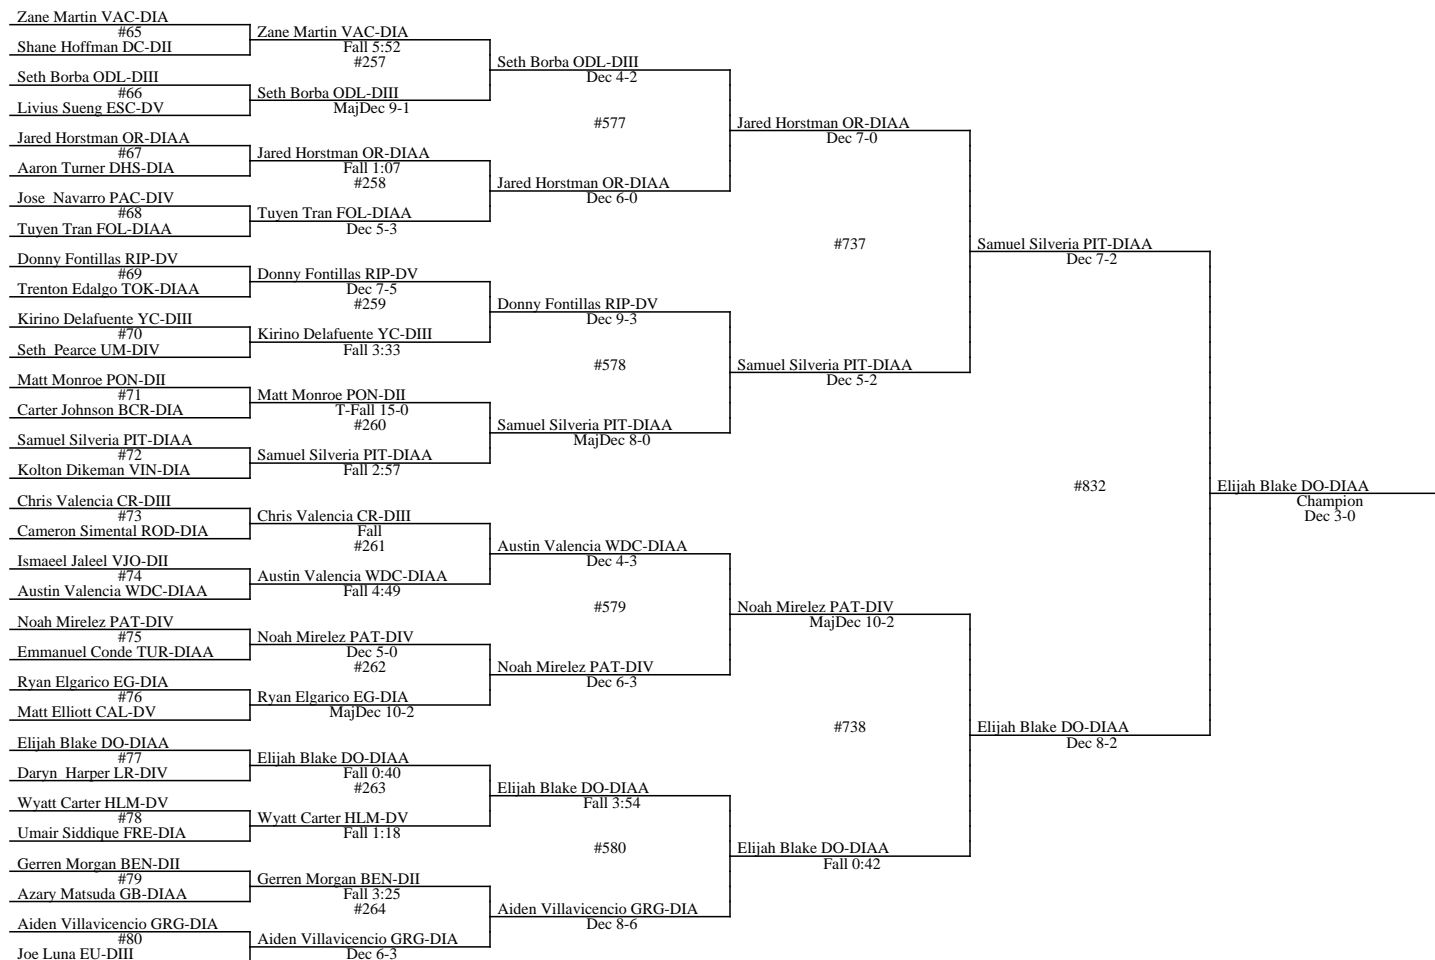 Zane Martin VAC-DIA
#65
Shane Hoffman DC-DII
Seth Borba ODL-DIII
#66
Livius Sueng ESC-DV
Jared Horstman OR-DIAA
#67
Aaron Turner DHS-DIA
Jose  Navarro PAC-DIV
#68
Tuyen Tran FOL-DIAA
Donny Fontillas RIP-DV
#69
Trenton Edalgo TOK-DIAA
Kirino Delafuente YC-DIII
#70
Seth  Pearce UM-DIV
Matt Monroe PON-DII
#71
Carter Johnson BCR-DIA
Samuel Silveria PIT-DIAA
#72
Kolton Dikeman VIN-DIA
Chris Valencia CR-DIII
#73
Cameron Simental ROD-DIA
Ismaeel Jaleel VJO-DII
#74
Austin Valencia WDC-DIAA
Noah Mirelez PAT-DIV
#75
Emmanuel Conde TUR-DIAA
Ryan Elgarico EG-DIA
#76
Matt Elliott CAL-DV
Elijah Blake DO-DIAA
#77
Daryn  Harper LR-DIV
Wyatt Carter HLM-DV
#78
Umair Siddique FRE-DIA
Gerren Morgan BEN-DII
#79
Azary Matsuda GB-DIAA
Aiden Villavicencio GRG-DIA
#80
Joe Luna EU-DIII
Zane Martin VAC-DIA
Fall 5:52
#257
Seth Borba ODL-DIII
MajDec 9-1
Jared Horstman OR-DIAA
Fall 1:07
#258
Tuyen Tran FOL-DIAA
Dec 5-3
Donny Fontillas RIP-DV
Dec 7-5
#259
Kirino Delafuente YC-DIII
Fall 3:33
Matt Monroe PON-DII
T-Fall 15-0
#260
Samuel Silveria PIT-DIAA
Fall 2:57
Chris Valencia CR-DIII
Fall
#261
Austin Valencia WDC-DIAA
Fall 4:49
Noah Mirelez PAT-DIV
Dec 5-0
#262
Ryan Elgarico EG-DIA
MajDec 10-2
Elijah Blake DO-DIAA
Fall 0:40
#263
Wyatt Carter HLM-DV
Fall 1:18
Gerren Morgan BEN-DII
Fall 3:25
#264
Aiden Villavicencio GRG-DIA
Dec 6-3
Seth Borba ODL-DIII
Dec 4-2
#577
Jared Horstman OR-DIAA
Dec 6-0
Donny Fontillas RIP-DV
Dec 9-3
#578
Samuel Silveria PIT-DIAA
MajDec 8-0
Austin Valencia WDC-DIAA
Dec 4-3
#579
Noah Mirelez PAT-DIV
Dec 6-3
Elijah Blake DO-DIAA
Fall 3:54
#580
Aiden Villavicencio GRG-DIA
Dec 8-6
Jared Horstman OR-DIAA
Dec 7-0
#737
Samuel Silveria PIT-DIAA
Dec 5-2
Noah Mirelez PAT-DIV
MajDec 10-2
#738
Elijah Blake DO-DIAA
Fall 0:42
Samuel Silveria PIT-DIAA
Dec 7-2
#832
Elijah Blake DO-DIAA
Dec 8-2
Elijah Blake DO-DIAA
Champion
Dec 3-0